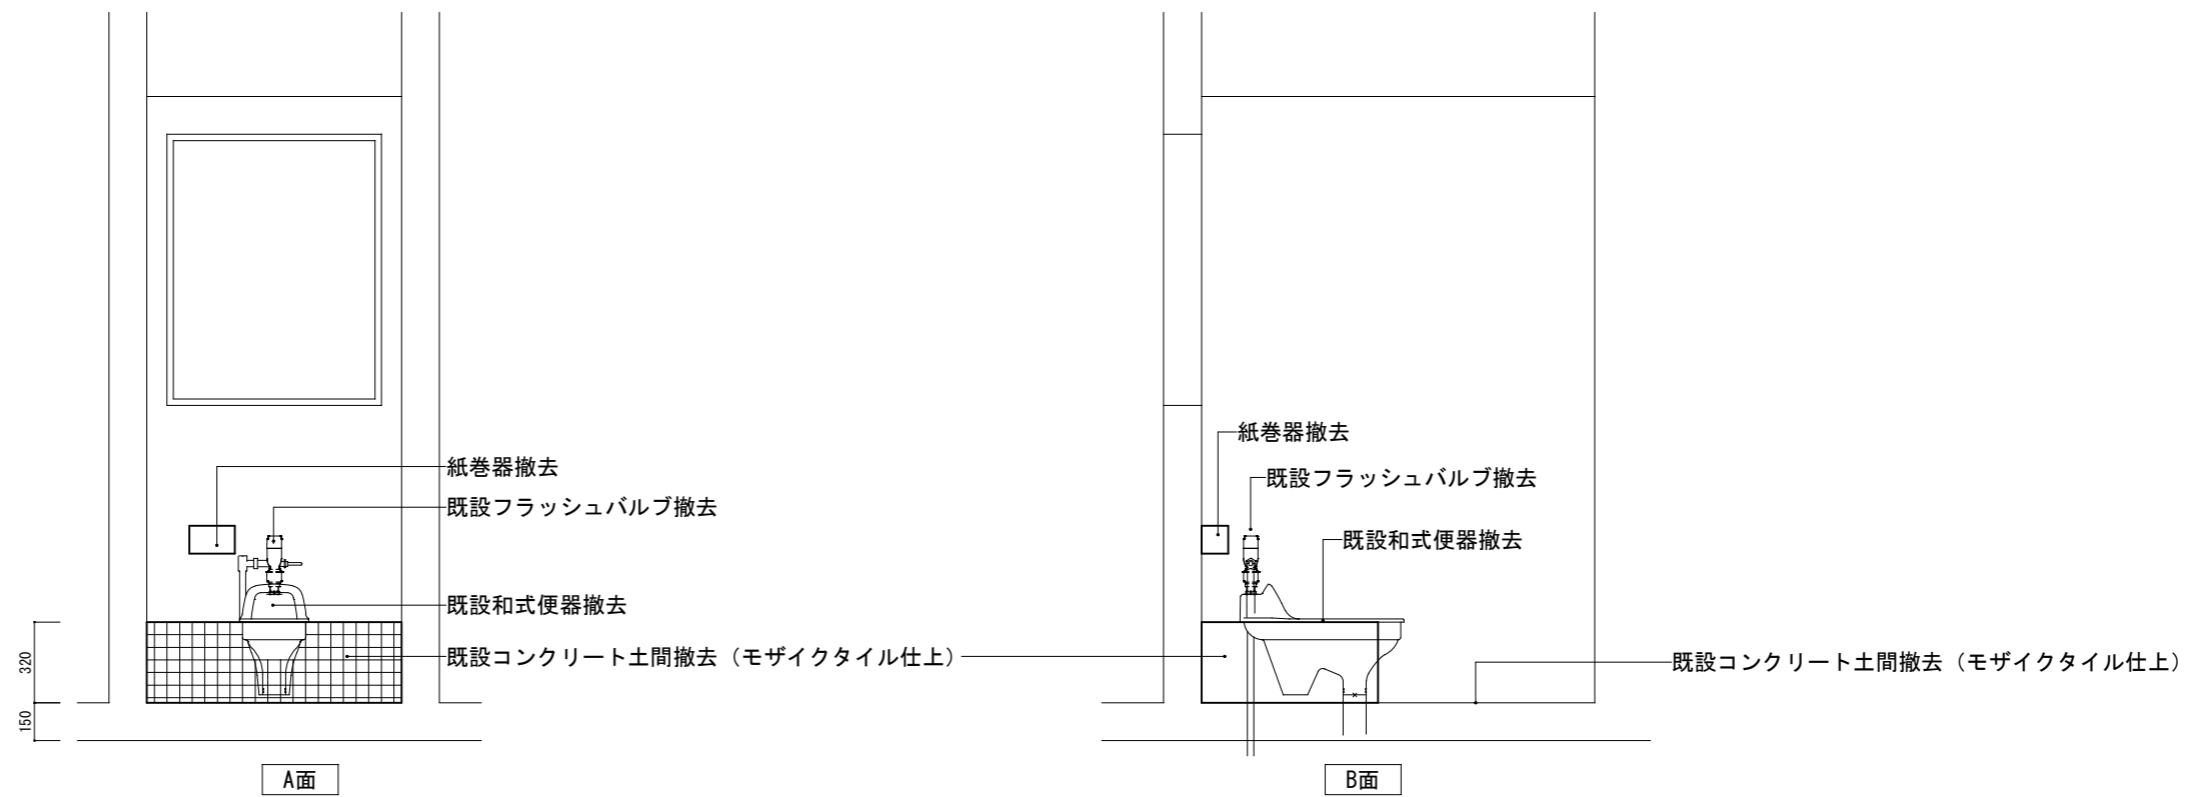 紙巻器撤去
既設フラッシュバルブ撤去
既設和式便器撤去
既設コンクリート土間撤去（モザイクタイル仕上）
320
150
A面
紙巻器撤去
既設フラッシュバルブ撤去
既設和式便器撤去
既設コンクリート土間撤去（モザイクタイル仕上）
B面